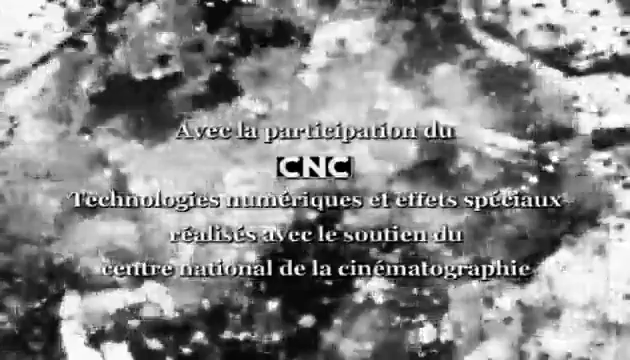 Avec la participation du
CNC
Technologies numériques et effets spéciaux
réalisés avec le soutien du
centre national de la cinématographie